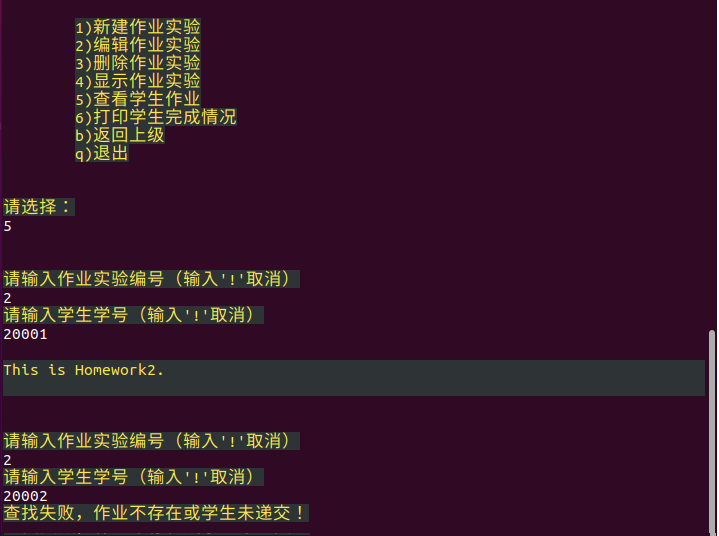 1)新建作业实验
2)编辑作业实验
3)删除作业实验
4)显示作业实验
5)查看学生作业
6)打印学生完成情况
b)返回上级
q)退出
请选择：
5
请输入作业实验编号（输入'!'取消）
2
请输入学生学号（输入'!'取消）
20001
This is Homework2.
请输入作业实验编号（输入'!'取消）
2
请输入学生学号（输入'!'取消）
20002
查找失败，作业不存在或学生未递交！